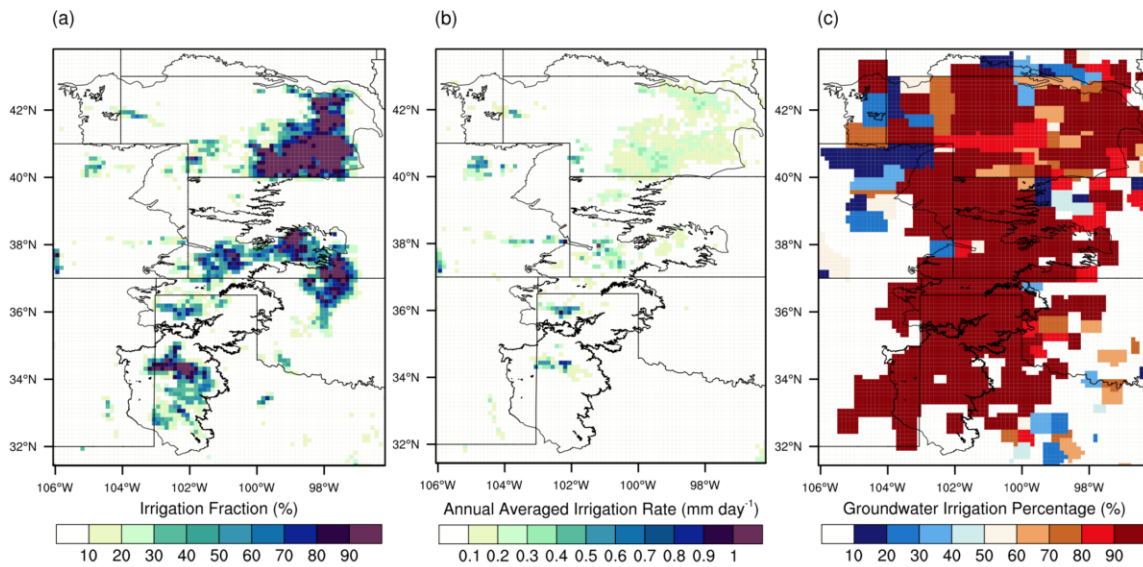 (a) (b) (c)
42°N 42°N 42°N
40°N 40°N 40°N
38°N 38°N 38°N
36°N 36°N 36°N
34°N 34°N 34°N
32°N 32°N 32°N
106°W 104°W 102°W 100°W 98°W 106°W 104°W 102°W 100°W 98°W 106°W 104°W 102°W 100°W 98°W
Irrigation Fraction (%) Annual Averaged Irrigation Rate (mm day⁻¹) Groundwater Irrigation Percentage (%)
10 20 30 40 50 60 70 80 90 0.1 0.2 0.3 0.4 0.5 0.6 0.7 0.8 0.9 1 10 20 30 40 50 60 70 80 90